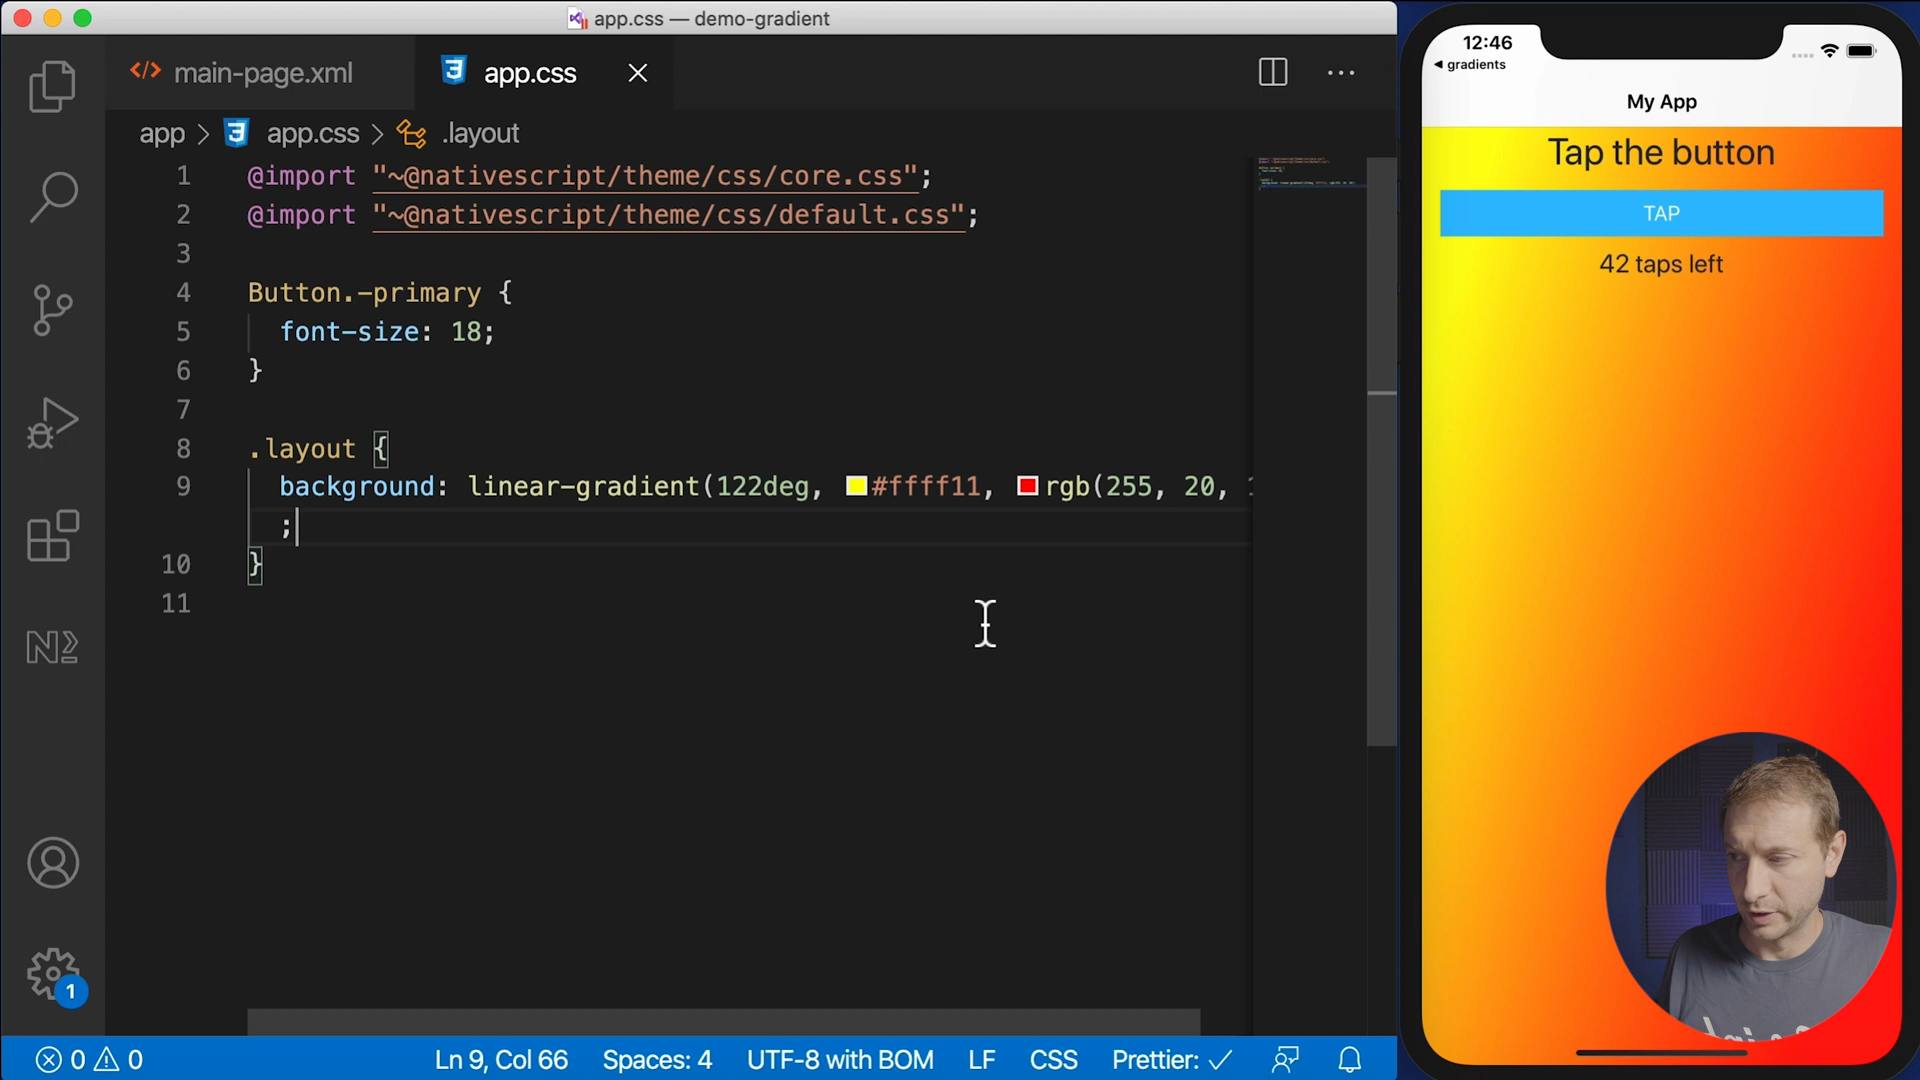 app.css — demo-gradient
main-page.xml
app.css
app > app.css > .layout
1 @import "~@nativescript/theme/css/core.css";
2 @import "~@nativescript/theme/css/default.css";
3
4 Button.-primary {
5 font-size: 18;
6 }
7
8 .layout {
9 background: linear-gradient(122deg, #ffff11, rgb(255, 20,
;
10 }
11
1
0 0
Ln 9, Col 66
Spaces: 4
UTF-8 with BOM
LF
CSS
Prettier: ✓
12:46
◀ gradients
My App
Tap the button
TAP
42 taps left